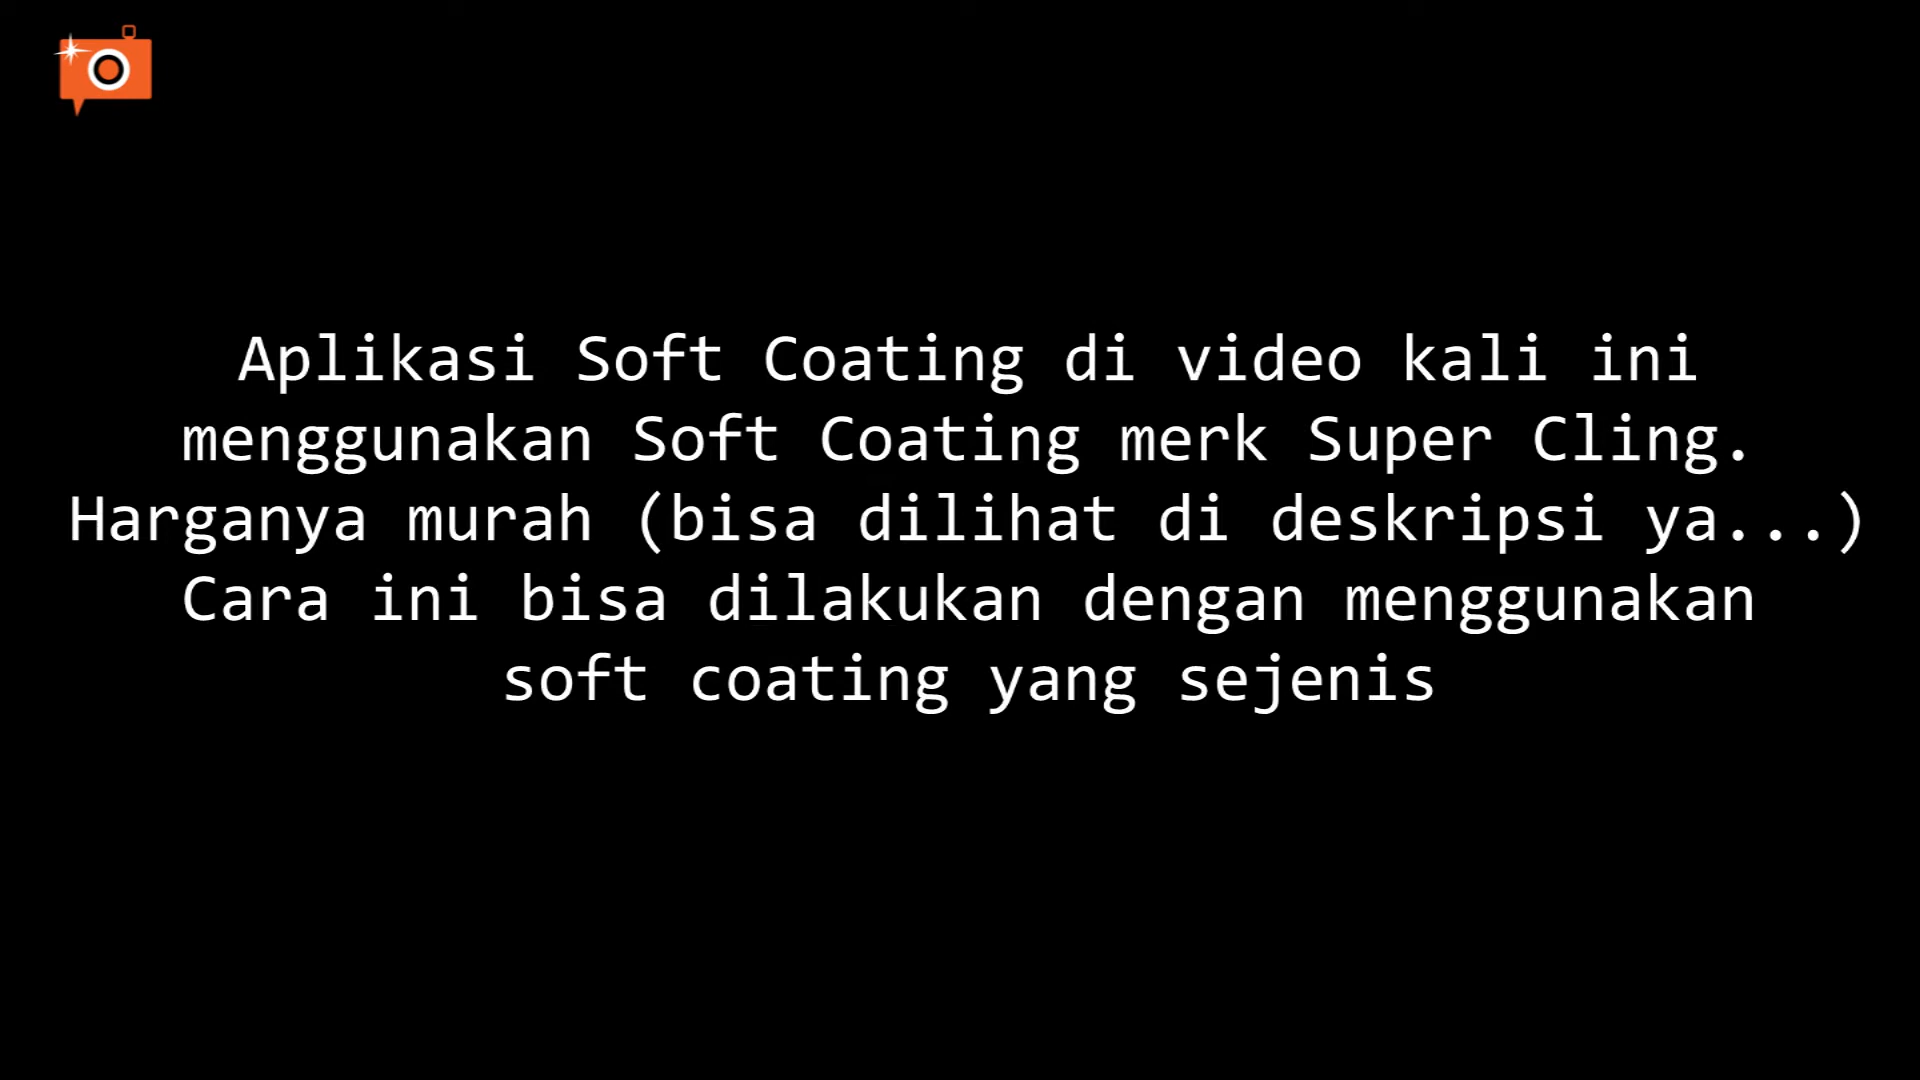 Aplikasi Soft Coating di video kali ini
menggunakan Soft Coating merk Super Cling.
Harganya murah (bisa dilihat di deskripsi ya...)
Cara ini bisa dilakukan dengan menggunakan
soft coating yang sejenis